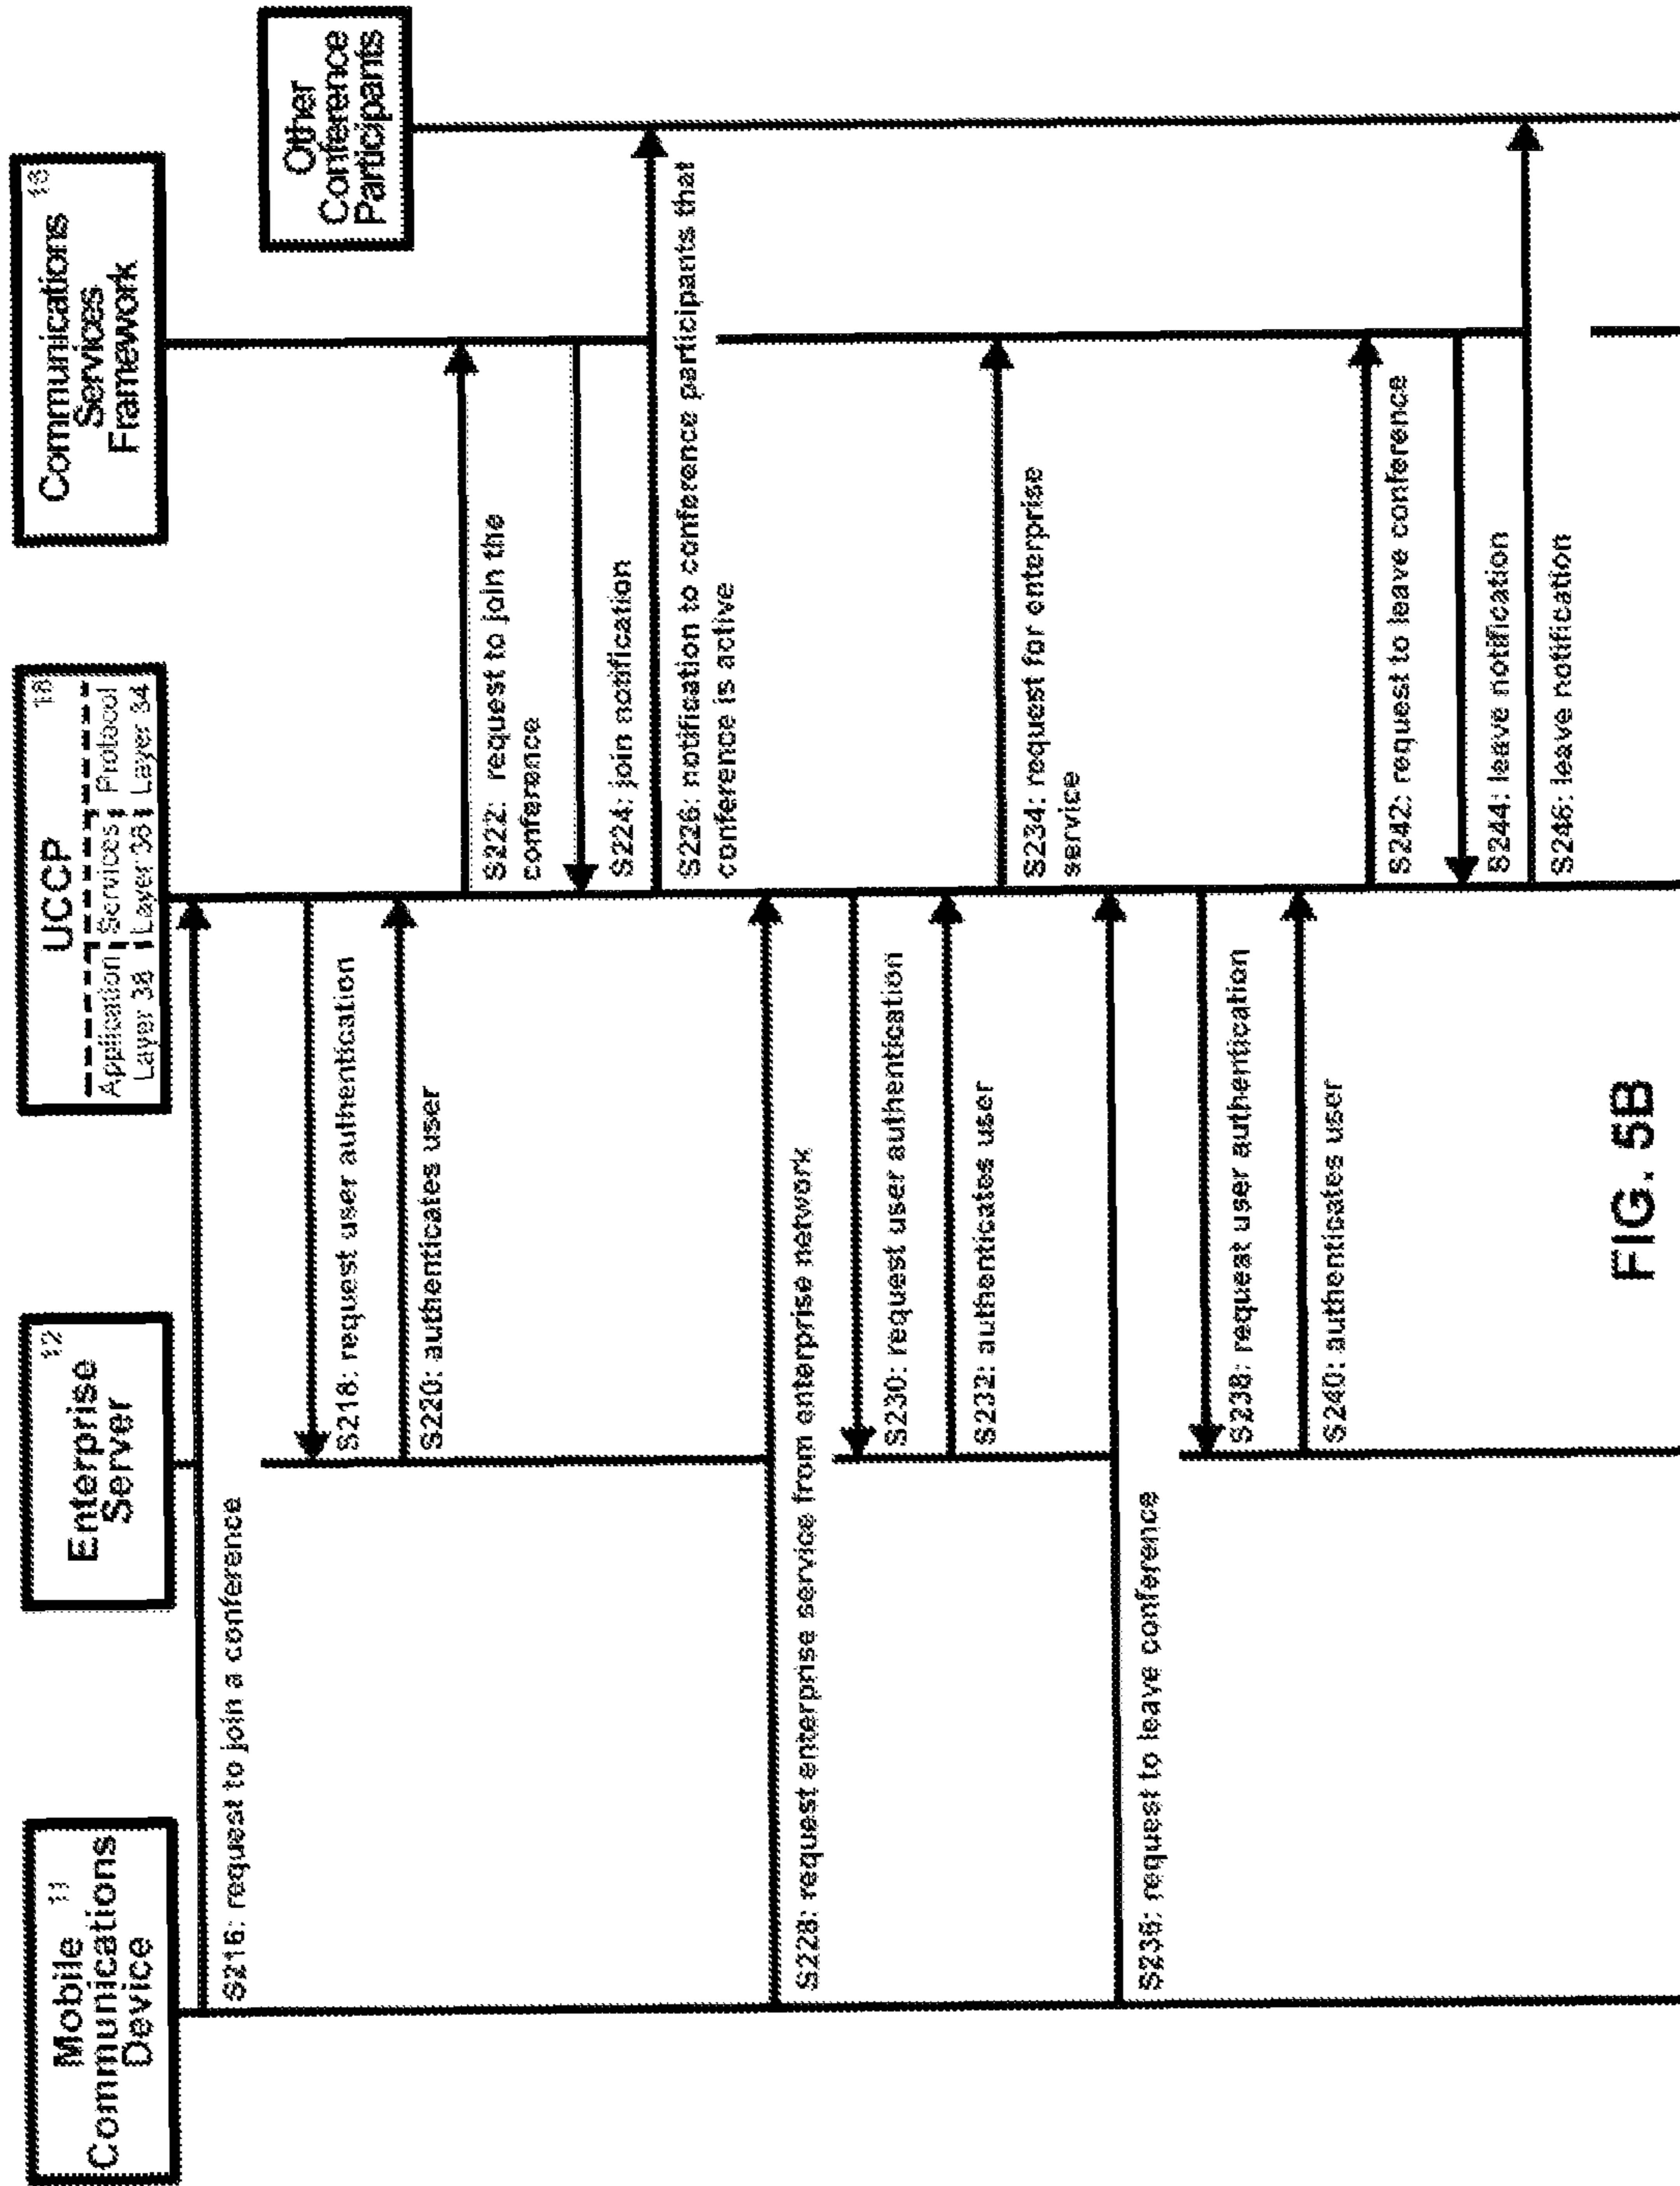 Mobile 11
Communications
Device
Enterprise 12
Server
UCCP 18
Application Services Protocol
Layer 38 Layer 36 Layer 34
Communications 16
Services
Framework
Other
Conference
Participants
S216: request to join a conference
S218: request user authentication
S220: authenticates user
S222: request to join the
conference
S224: join notification
S226: notification to conference participants that
conference is active
S228: request enterprise service from enterprise network
S230: request user authentication
S232: authenticates user
S234: request for enterprise
service
S236: request to leave conference
S238: request user authentication
S240: authenticates user
S242: request to leave conference
S244: leave notification
S246: leave notification
FIG. 5B